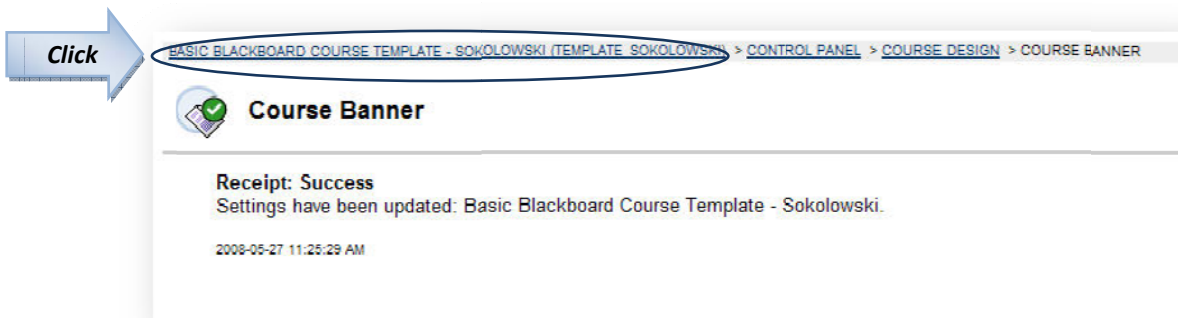 Click
BASIC BLACKBOARD COURSE TEMPLATE - SOKOLOWSKI (TEMPLATE_SOKOLOWSKI) > CONTROL PANEL > COURSE DESIGN > COURSE BANNER
Course Banner
Receipt: Success
Settings have been updated: Basic Blackboard Course Template - Sokolowski.
2008-05-27 11:25:29 AM